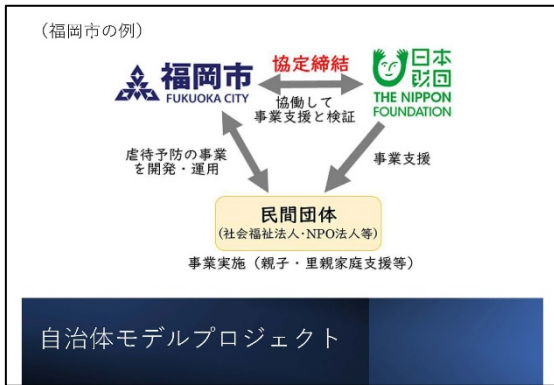 (福岡市の例)
福岡市
FUKUOKA CITY
協定締結
日本
財団
THE NIPPON
FOUNDATION
協働して
事業支援と検証
虐待予防の事業
を開発・運用
事業支援
民間団体
(社会福祉法人・NPO法人等)
事業実施(親子・里親家庭支援等)
自治体モデルプロジェクト